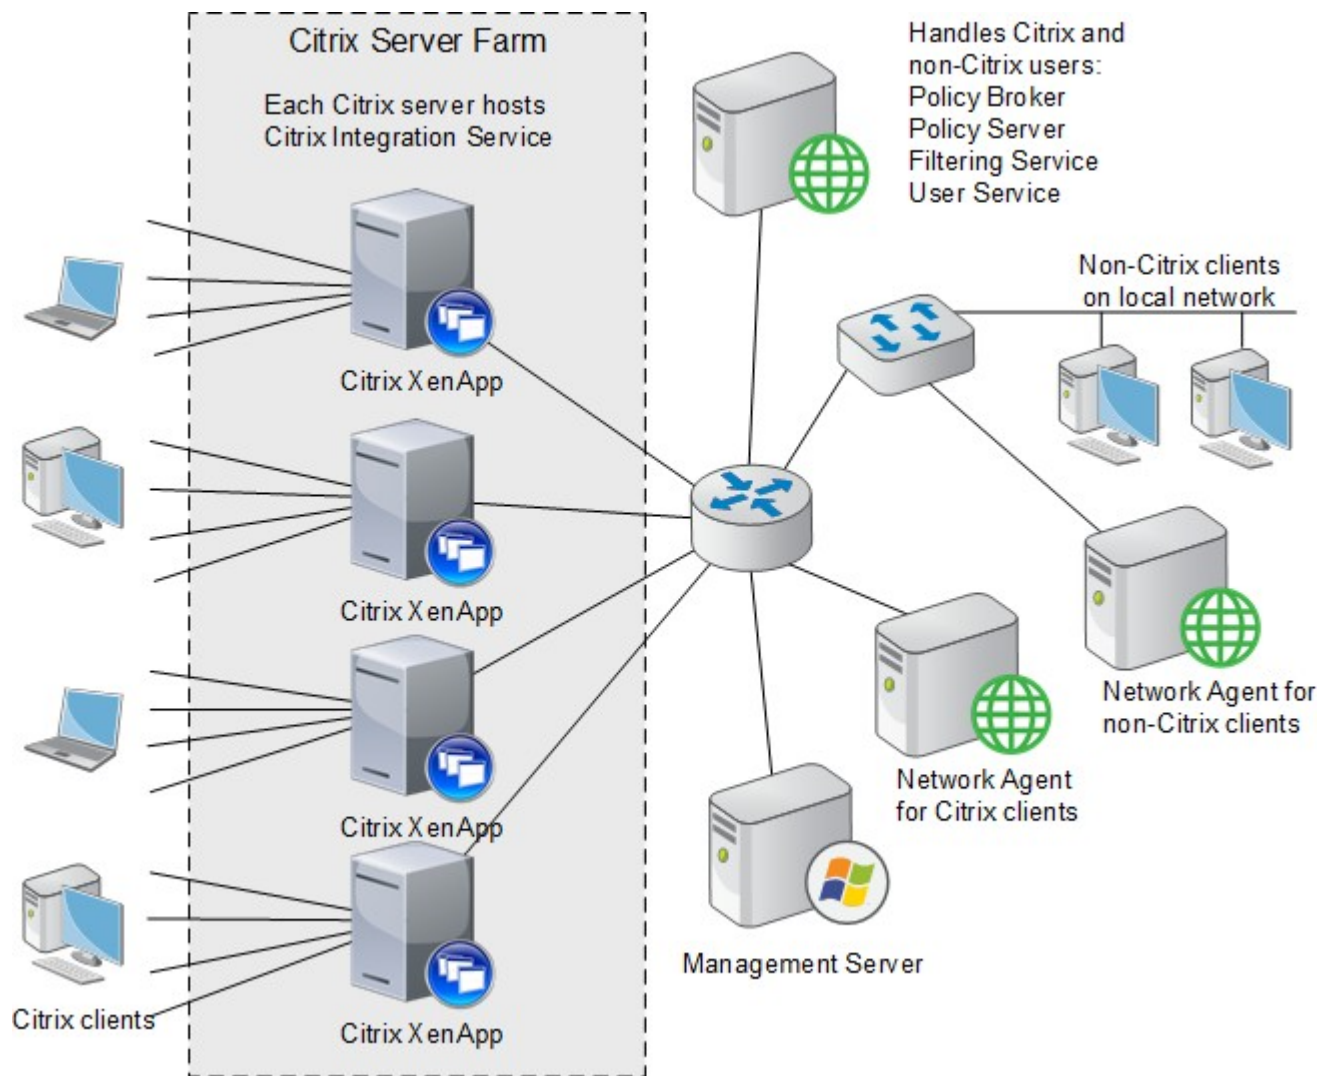 Citrix Server Farm
Each Citrix server hosts
Citrix Integration Service
Citrix XenApp
Citrix XenApp
Citrix XenApp
Citrix XenApp
Citrix clients
Handles Citrix and
non-Citrix users:
Policy Broker
Policy Server
Filtering Service
User Service
Non-Citrix clients
on local network
Network Agent for
non-Citrix clients
Network Agent
for Citrix clients
Management Server